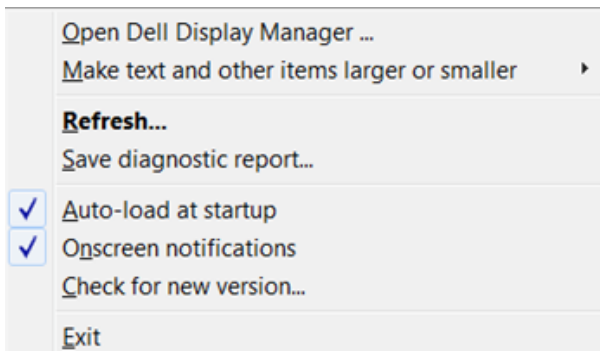 Open Dell Display Manager ...
Make text and other items larger or smaller
Refresh...
Save diagnostic report...
Auto-load at startup
Onscreen notifications
Check for new version...
Exit